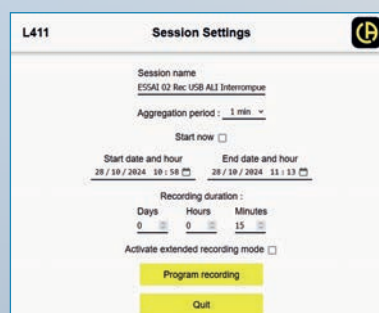 L411 Session Settings
Session name
ESSAI 02 Rec USB ALI Interrompue
Aggregation period : 1 min
Start now
Start date and hour End date and hour
28/10/2024 10:58 28/10/2024 11:13
Recording duration :
Days Hours Minutes
0 0 15
Activate extended recording mode
Program recording
Quit